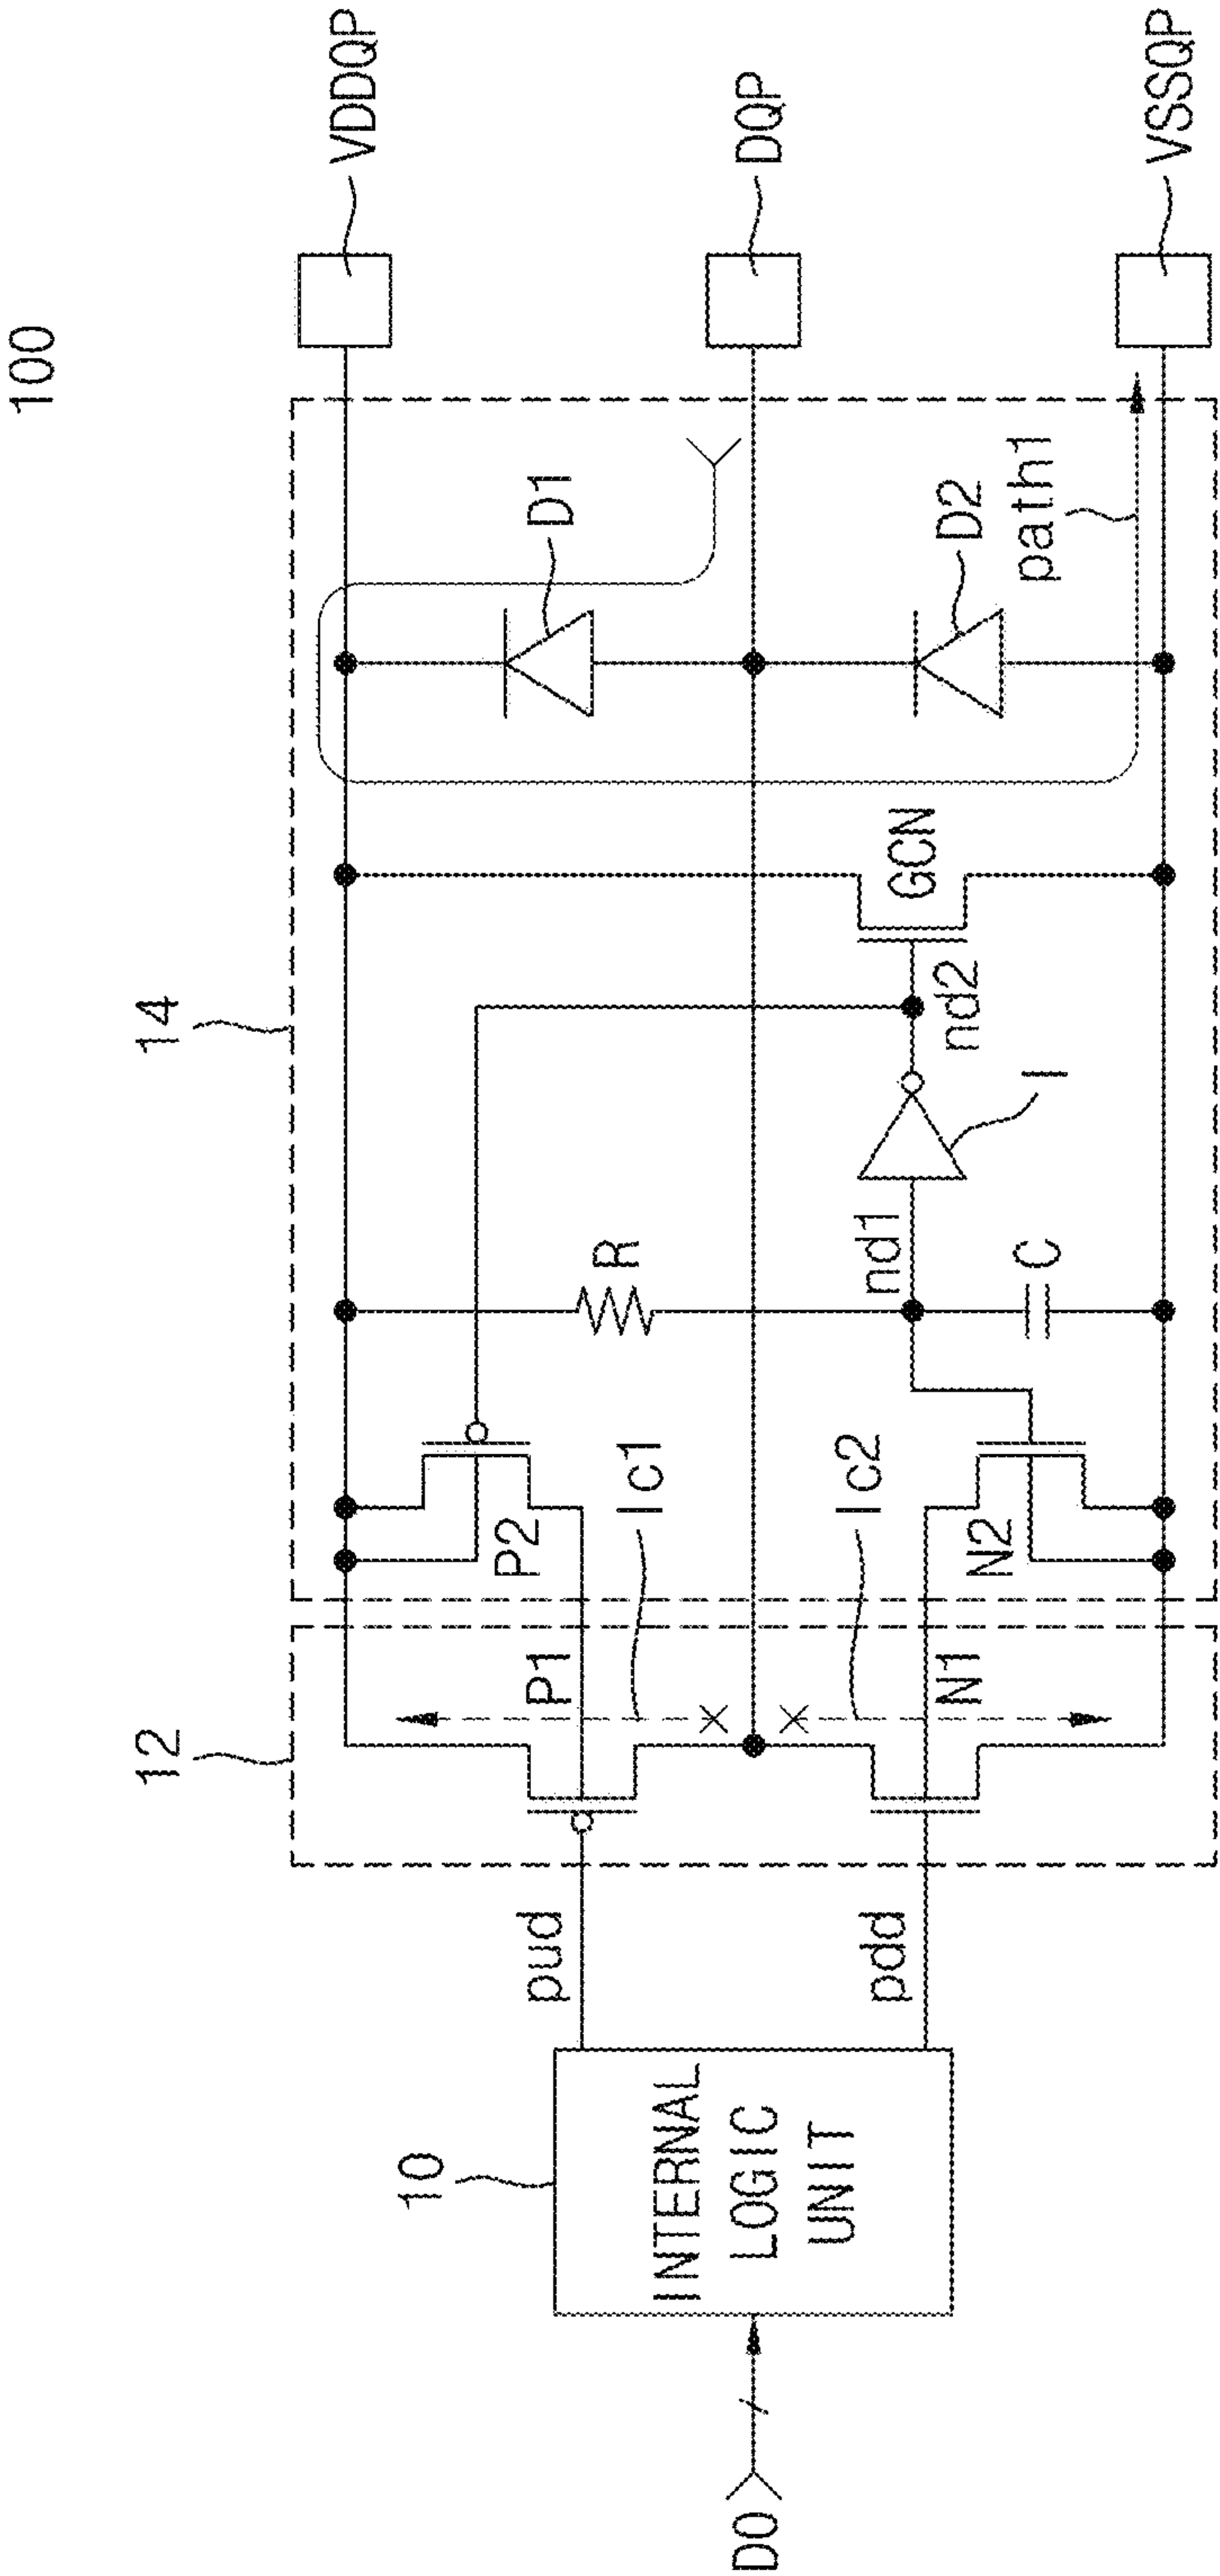 100
14
12
VDDQP
P2
D1
P1
R
pud
Ic1
10
INTERNAL
LOGIC
UNIT
DO
DQP
Ic2
nd1
GCN
pdd
N1
N2
nd2
D2
C
I
path1
VSSQP